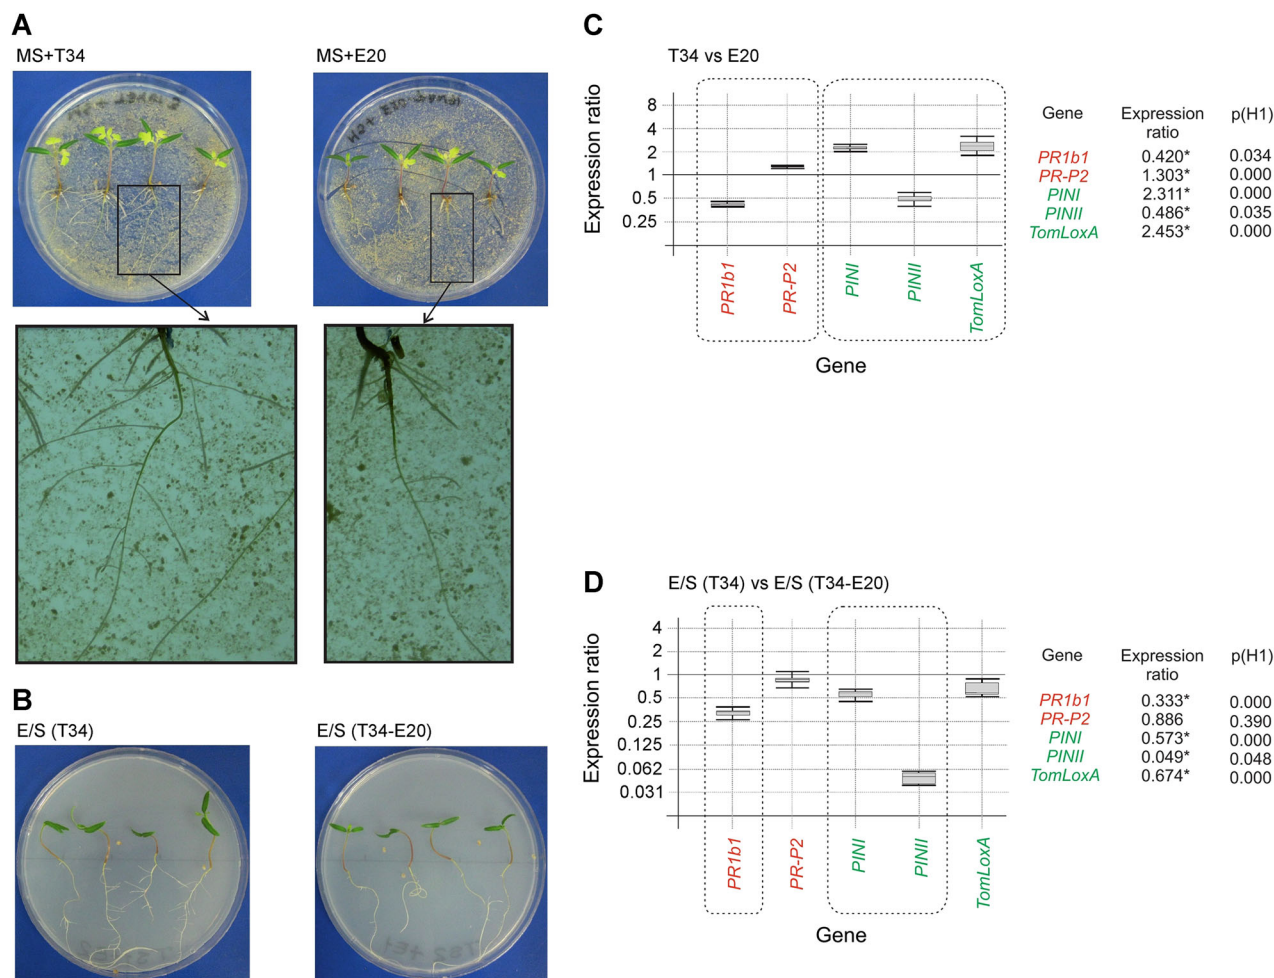 A
MS+T34
MS+E20
B
E/S (T34)
E/S (T34-E20)
C
T34 vs E20
Expression ratio
8
4
2
1
0.5
0.25
PR1b1
PR-P2
PINI
PINII
TomLoxA
Gene
Gene Expression ratio p(H1)
PR1b1 0.420* 0.034
PR-P2 1.303* 0.000
PINI 2.311* 0.000
PINII 0.486* 0.035
TomLoxA 2.453* 0.000
D
E/S (T34) vs E/S (T34-E20)
Expression ratio
4
2
1
0.5
0.25
0.125
0.062
0.031
PR1b1
PR-P2
PINI
PINII
TomLoxA
Gene
Gene Expression ratio p(H1)
PR1b1 0.333* 0.000
PR-P2 0.886 0.390
PINI 0.573* 0.000
PINII 0.049* 0.048
TomLoxA 0.674* 0.000